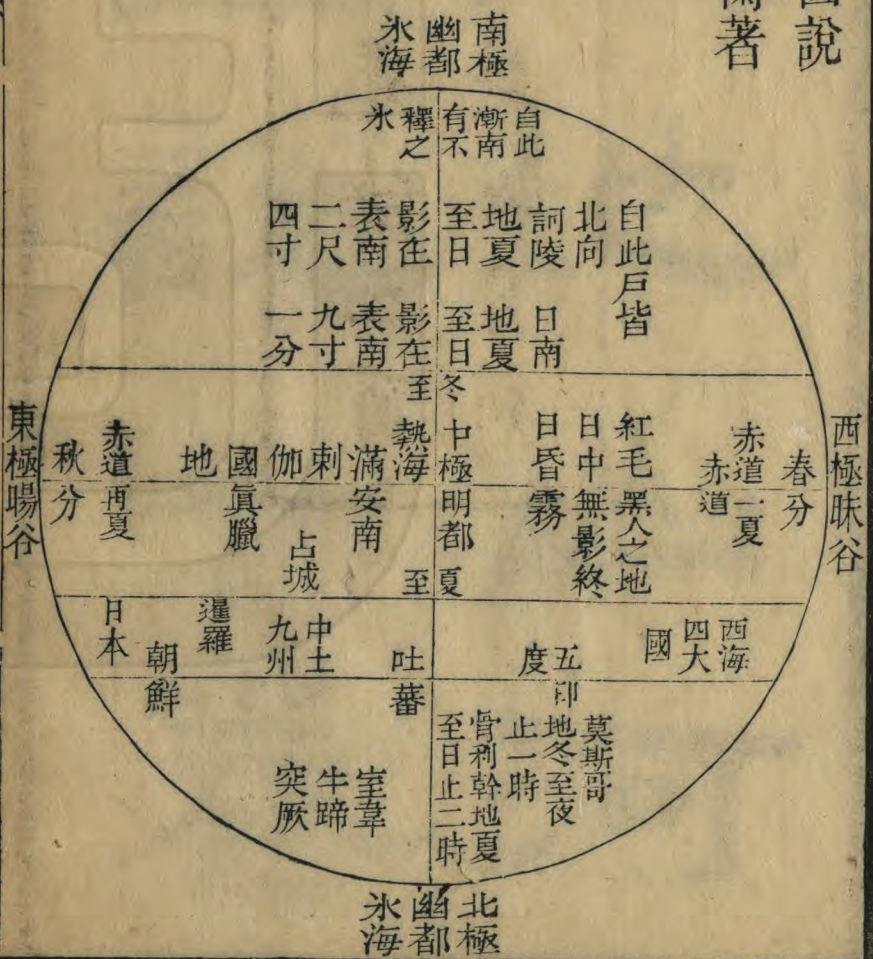 說
著
南極
幽都
氷海
自此
漸南
有不
釋之
氷
自此戶皆
北向
訶陵
地夏
至日
影在
表南
二尺
四寸
日南
地夏
至日
影在
表南
九寸
一分
西極昧谷
東極暘谷
冬至
春分
赤道一夏
赤道
紅毛黑人之地
日中無影終
日昏霧
中極明都
夏至
熱海
滿剌伽
國地
安南
占城
眞臘
赤道再夏
秋分
西海
四大
國
五印
度
吐蕃
中土
九州
暹羅
朝鮮
日本
莫斯哥
地冬至夜
止一時
骨利幹地夏
至日止二時
室韋
牛蹄
突厥
北極
幽都
氷海